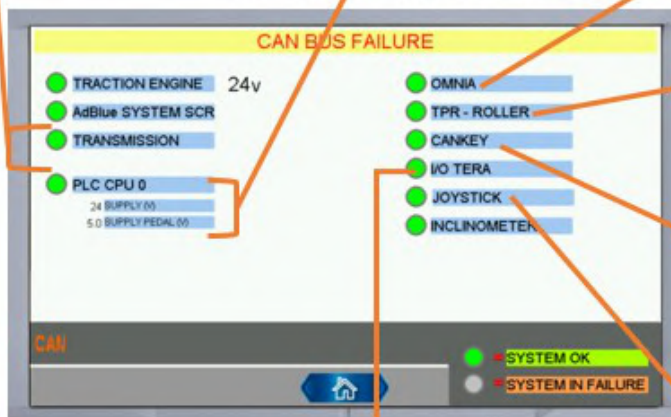 CAN BUS FAILURE
TRACTION ENGINE 24v
AdBlue SYSTEM SCR
TRANSMISSION
PLC CPU 0
24 SUPPLY (V)
5.0 SUPPLY PEDAL (V)
OMNIA
TPR - ROLLER
CANKEY
I/O TERA
JOYSTICK
INCLINOMETER
CAN
= SYSTEM OK
= SYSTEM IN FAILURE